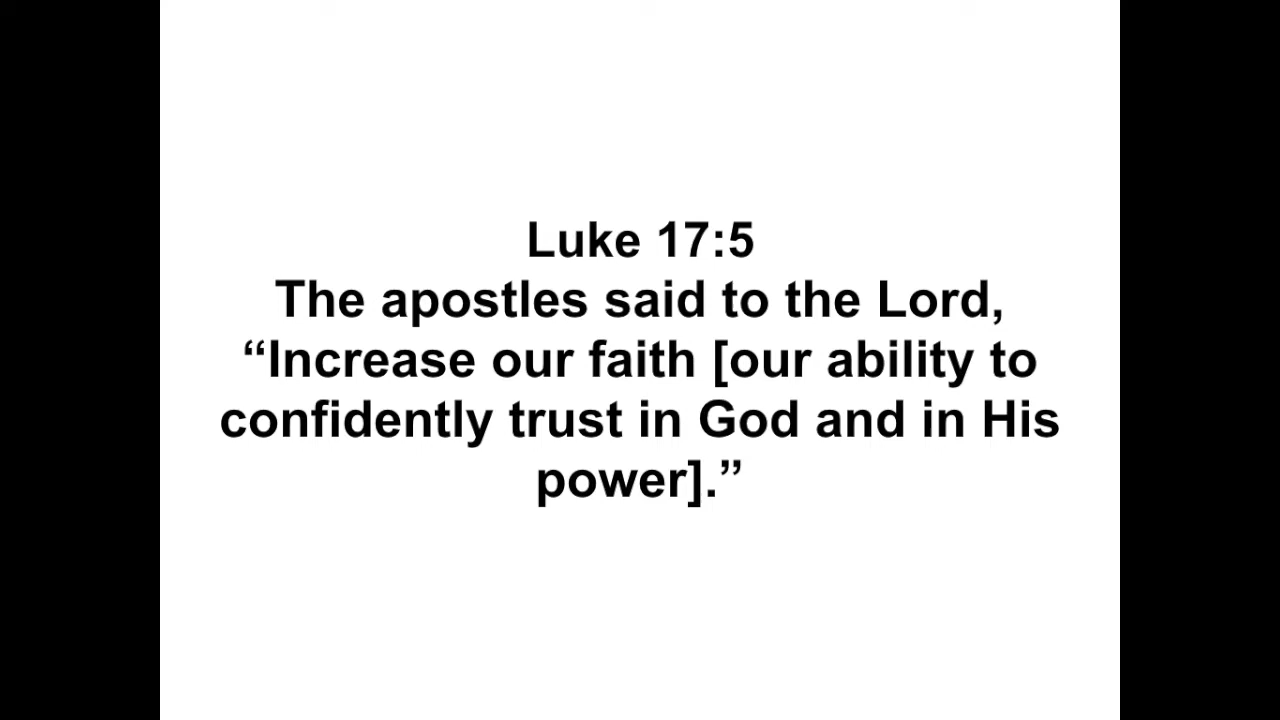 Luke 17:5
The apostles said to the Lord,
“Increase our faith [our ability to
confidently trust in God and in His
power].”